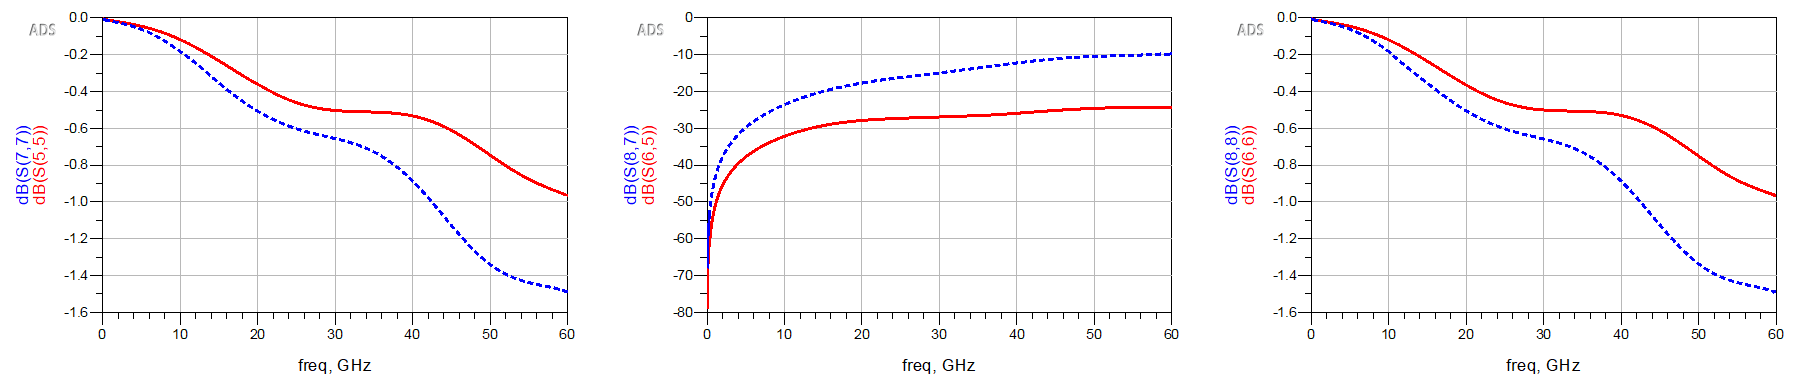 ADS
0.0
-0.2
-0.4
-0.6
-0.8
-1.0
-1.2
-1.4
-1.6
dB(S(7,7))
dB(S(5,5))
0 10 20 30 40 50 60
freq, GHz
ADS
0
-10
-20
-30
-40
-50
-60
-70
-80
dB(S(8,7))
dB(S(6,5))
0 10 20 30 40 50 60
freq, GHz
ADS
0.0
-0.2
-0.4
-0.6
-0.8
-1.0
-1.2
-1.4
-1.6
dB(S(8,8))
dB(S(6,6))
0 10 20 30 40 50 60
freq, GHz